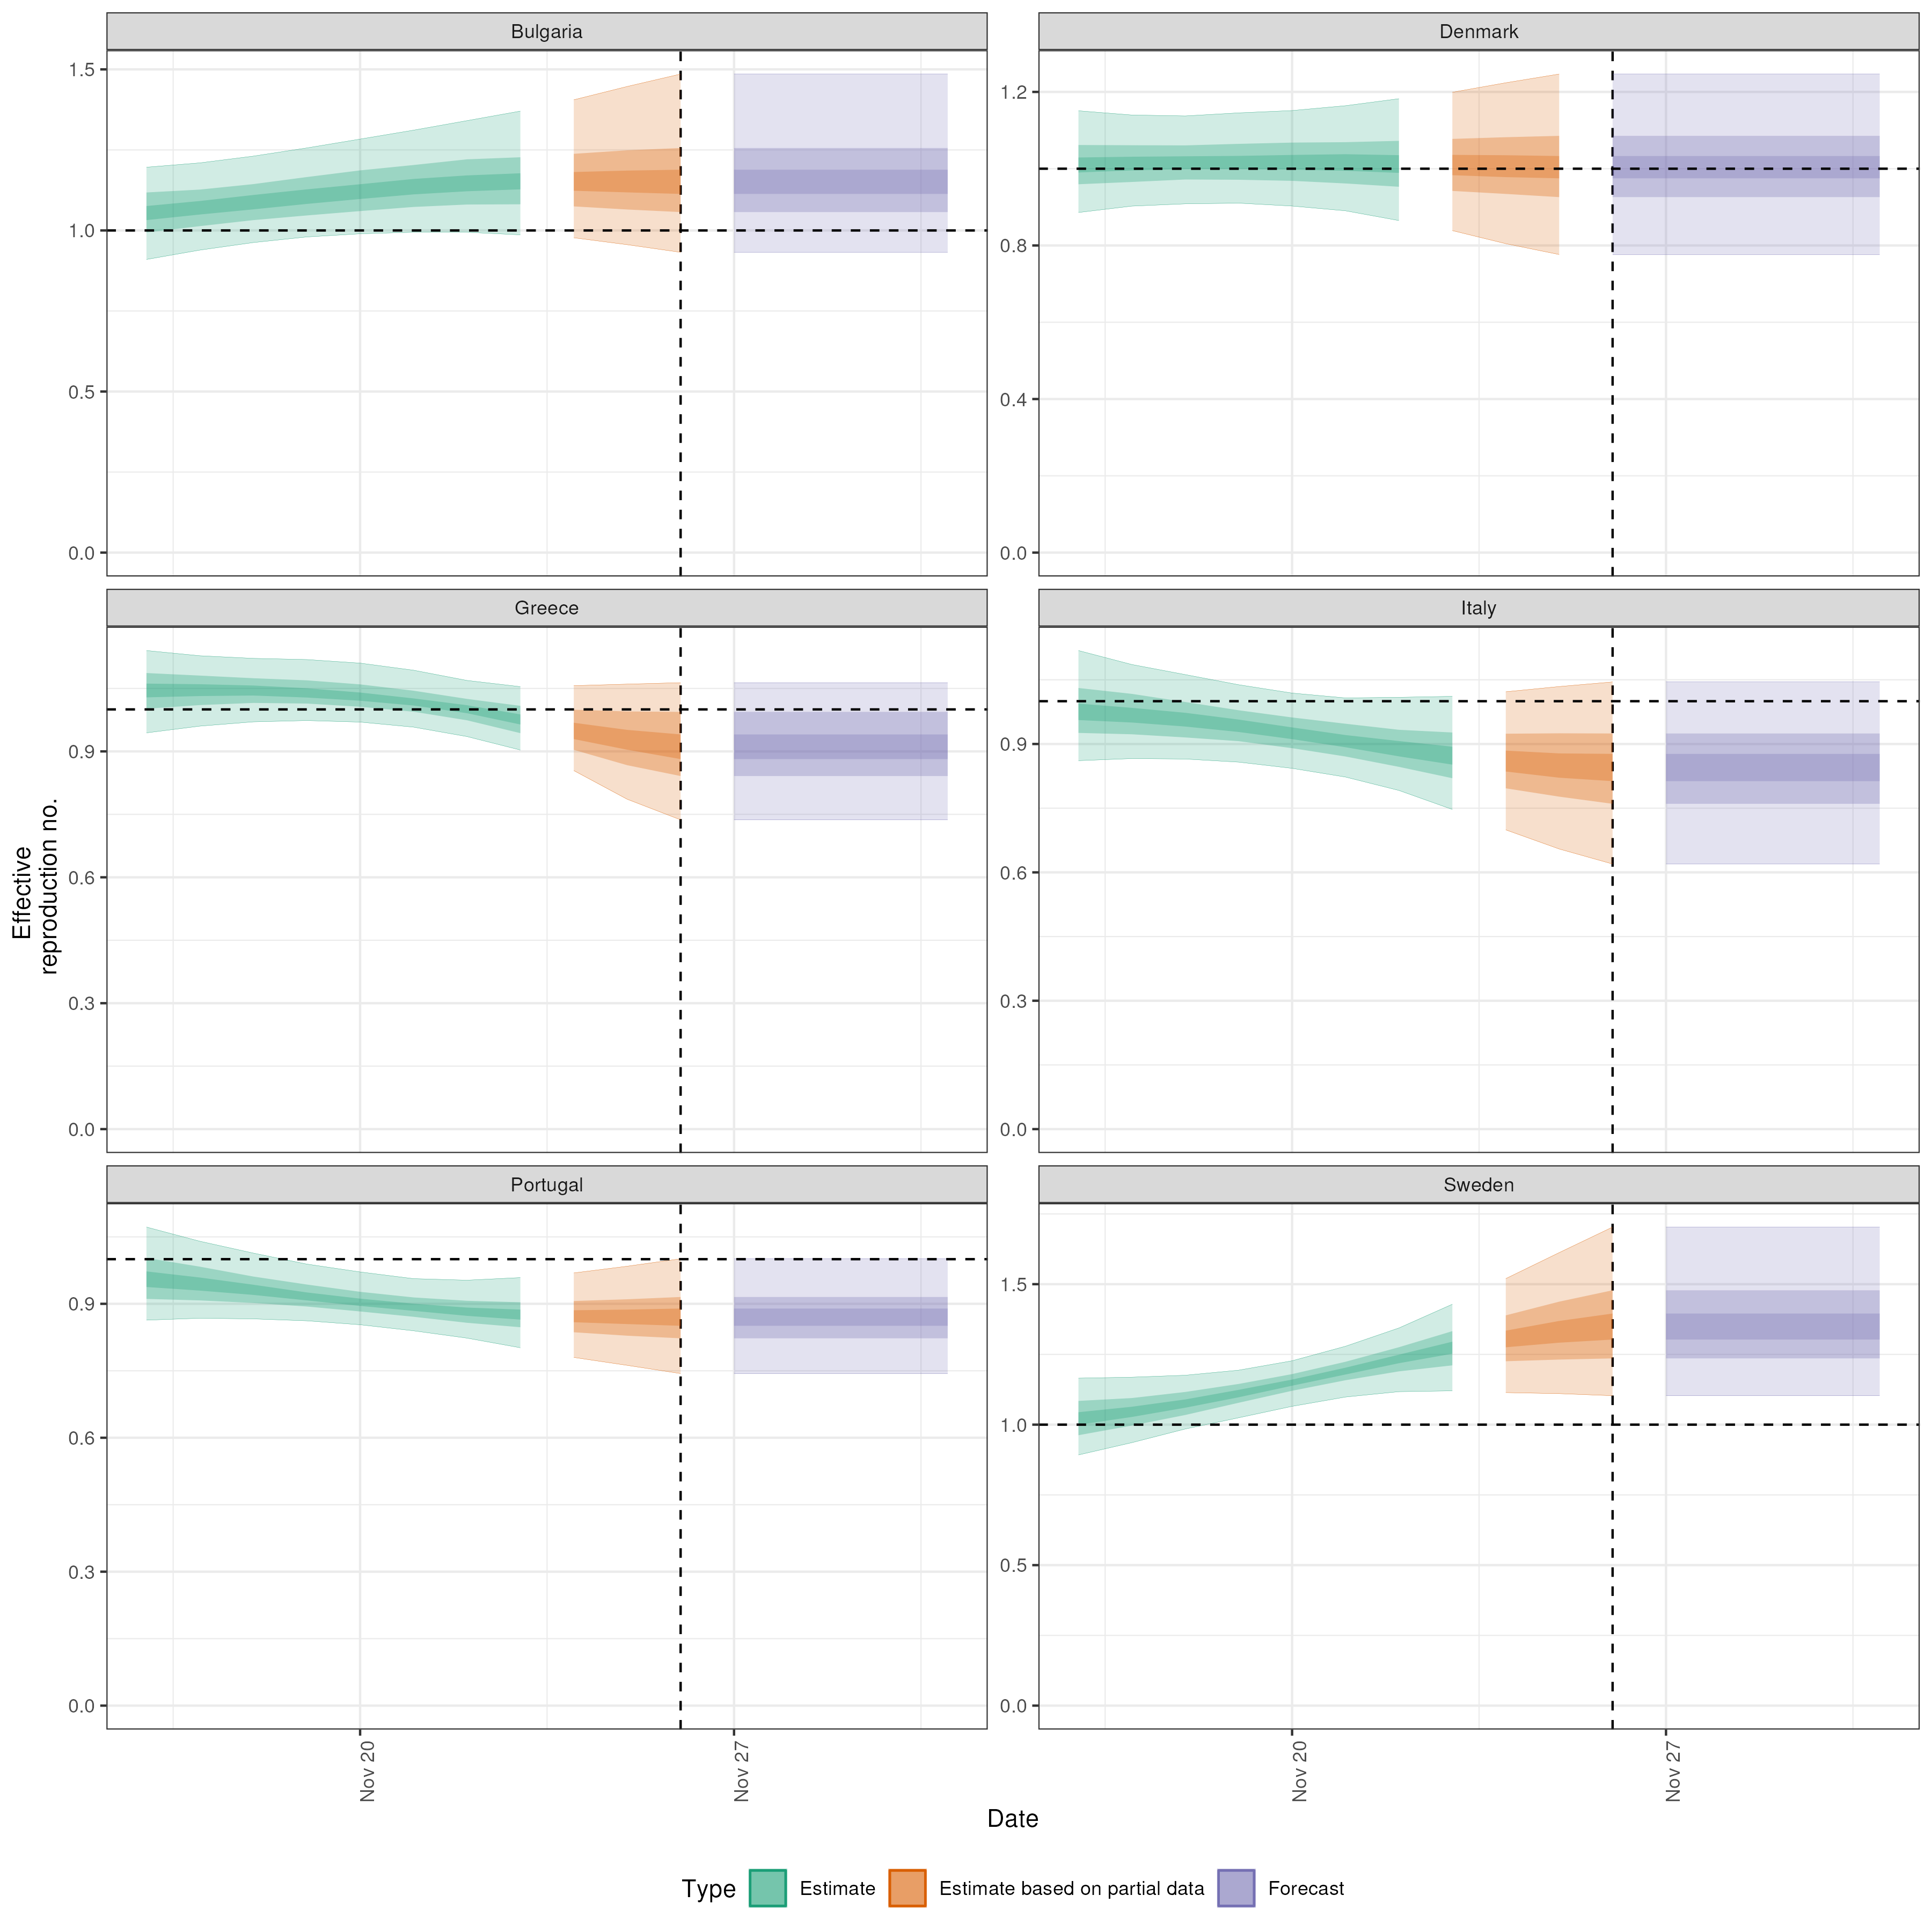 Bulgaria
Denmark
1.5
1.0
0.5
0.0
1.2
0.8
0.4
0.0
Greece
Italy
0.9
0.6
0.3
0.0
0.9
0.6
0.3
0.0
Effective
reproduction no.
Portugal
Sweden
0.9
0.6
0.3
0.0
1.5
1.0
0.5
0.0
Nov 20
Nov 27
Nov 20
Nov 27
Date
Type
Estimate
Estimate based on partial data
Forecast